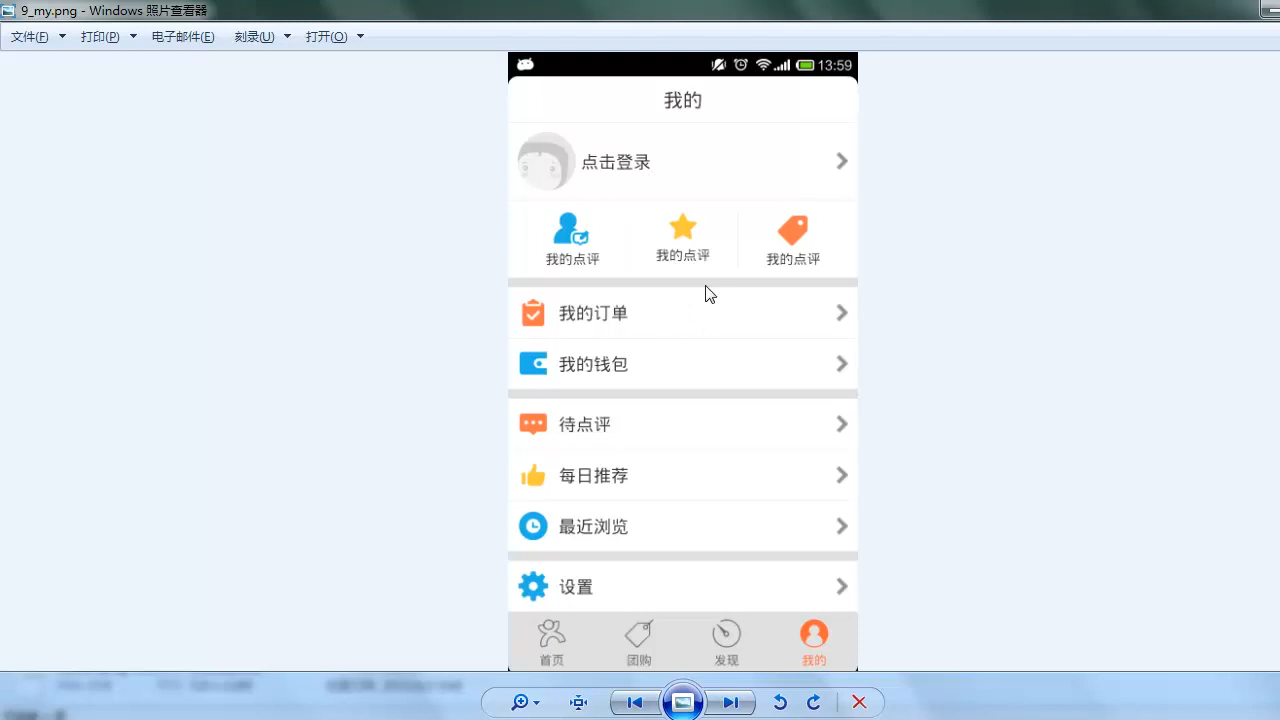 9_my.png - Windows 照片查看器
文件(F) 打印(P) 电子邮件(E) 刻录(U) 打开(O)
13:59
我的
点击登录
我的点评 我的点评 我的点评
我的订单
我的钱包
待点评
每日推荐
最近浏览
设置
首页 团购 发现 我的